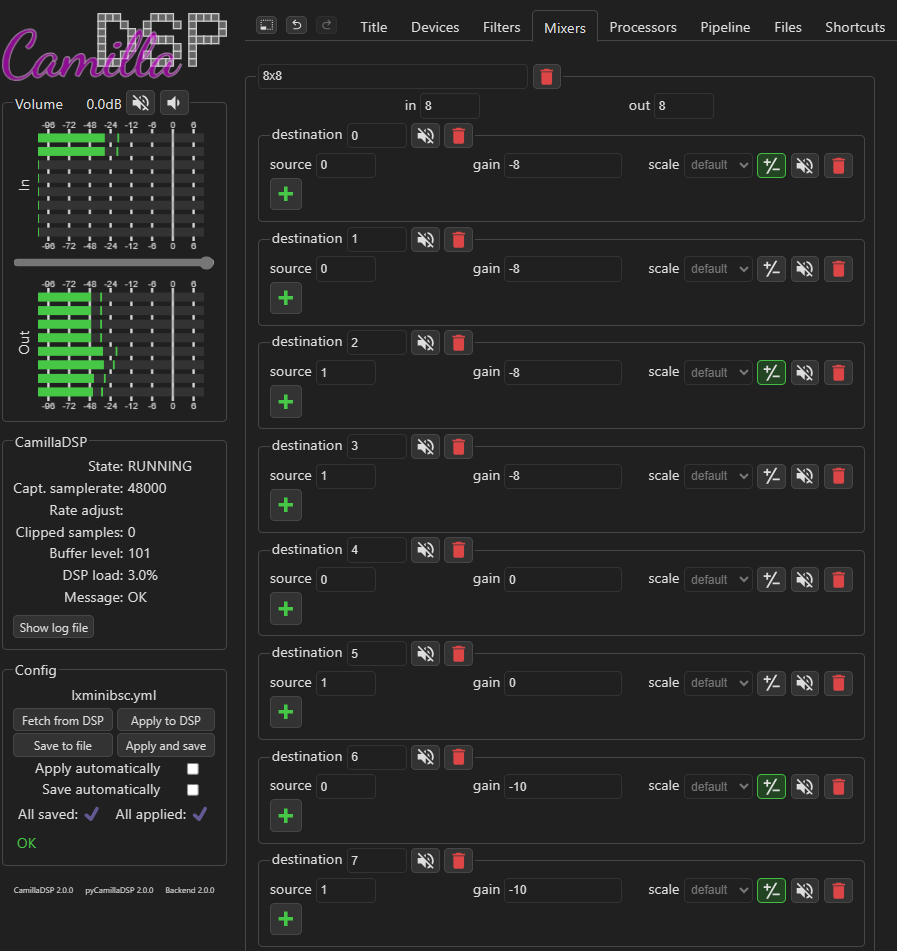 Camilla DSP
Title Devices Filters Mixers Processors Pipeline Files Shortcuts
Volume 0.0dB
-96 -72 -48 -24 -12 -6 0 6
In
-96 -72 -48 -24 -12 -6 0 6
-96 -72 -48 -24 -12 -6 0 6
Out
-96 -72 -48 -24 -12 -6 0 6
CamillaDSP
State: RUNNING
Capt. samplerate: 48000
Rate adjust:
Clipped samples: 0
Buffer level: 101
DSP load: 3.0%
Message: OK
Show log file
Config
lxminibsc.yml
Fetch from DSP Apply to DSP
Save to file Apply and save
Apply automatically
Save automatically
All saved: All applied:
OK
CamillaDSP 2.0.0 pyCamillaDSP 2.0.0 Backend 2.0.0
8x8
in 8 out 8
destination 0
source 0 gain -8 scale default +/-
+
destination 1
source 0 gain -8 scale default +/-
+
destination 2
source 1 gain -8 scale default +/-
+
destination 3
source 1 gain -8 scale default +/-
+
destination 4
source 0 gain 0 scale default +/-
+
destination 5
source 1 gain 0 scale default +/-
+
destination 6
source 0 gain -10 scale default +/-
+
destination 7
source 1 gain -10 scale default +/-
+